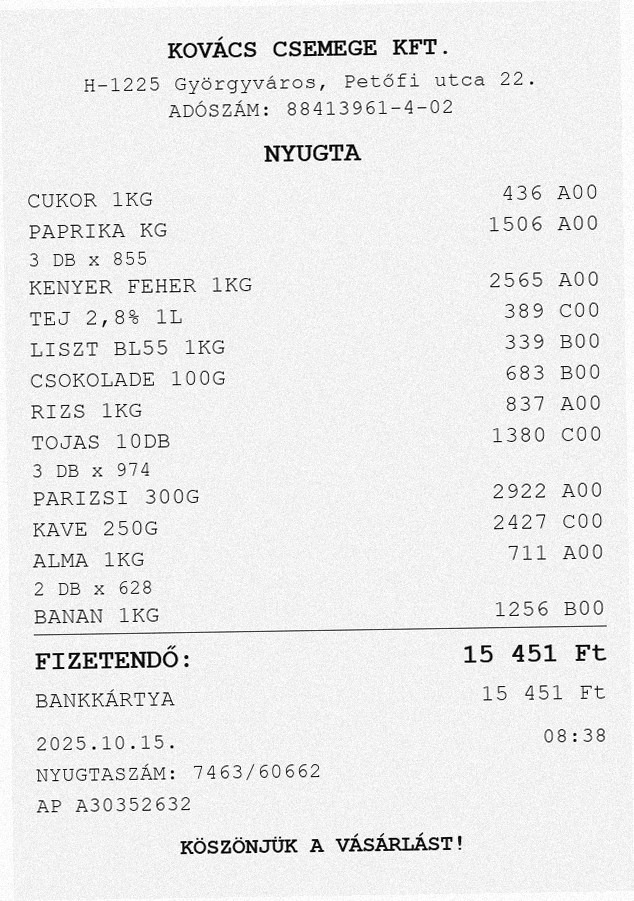 KOVÁCS CSEMEGE KFT.
H-1225 Györgyváros, Petőfi utca 22.
ADÓSZÁM: 88413961-4-02
NYUGTA
CUKOR 1KG 436 A00
PAPRIKA KG 1506 A00
3 DB x 855
KENYER FEHER 1KG 2565 A00
TEJ 2,8% 1L 389 C00
LISZT BL55 1KG 339 B00
CSOKOLADE 100G 683 B00
RIZS 1KG 837 A00
TOJAS 10DB 1380 C00
3 DB x 974
PARIZSI 300G 2922 A00
KAVE 250G 2427 C00
ALMA 1KG 711 A00
2 DB x 628
BANAN 1KG 1256 B00
FIZETENDŐ: 15 451 Ft
BANKKÁRTYA 15 451 Ft
2025.10.15. 08:38
NYUGTASZÁM: 7463/60662
AP A30352632
KÖSZÖNJÜK A VÁSÁRLÁST!